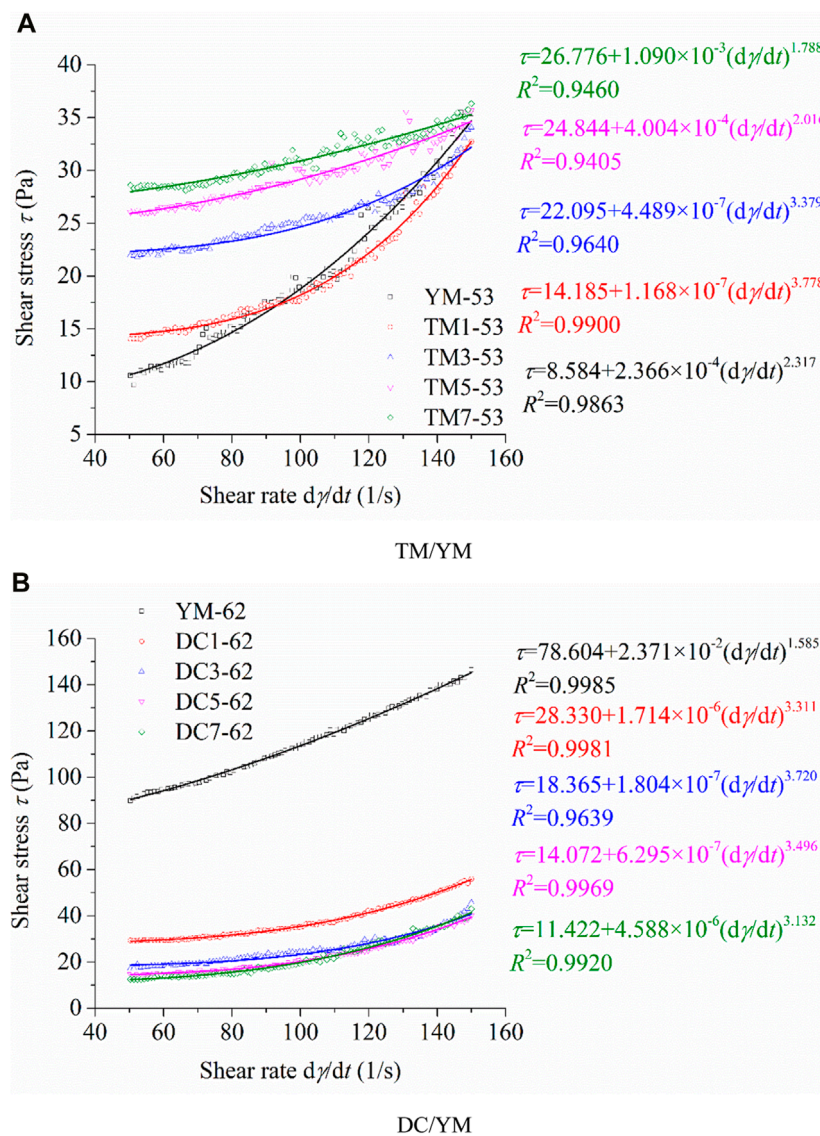 A
40
35
30
25
20
15
10
5
40 60 80 100 120 140 160
Shear stress τ (Pa)
Shear rate dγ/dt (1/s)
YM-53
TM1-53
TM3-53
TM5-53
TM7-53
τ=26.776+1.090×10⁻³(dγ/dt)¹·⁷⁸⁸
R²=0.9460
τ=24.844+4.004×10⁻⁴(dγ/dt)²·⁰¹⁶
R²=0.9405
τ=22.095+4.489×10⁻⁷(dγ/dt)³·³⁷⁹
R²=0.9640
τ=14.185+1.168×10⁻⁷(dγ/dt)³·⁷⁷⁸
R²=0.9900
τ=8.584+2.366×10⁻⁴(dγ/dt)²·³¹⁷
R²=0.9863
TM/YM
B
YM-62
DC1-62
DC3-62
DC5-62
DC7-62
160
140
120
100
80
60
40
20
0
40 60 80 100 120 140 160
Shear stress τ (Pa)
Shear rate dγ/dt (1/s)
τ=78.604+2.371×10⁻²(dγ/dt)¹·⁵⁸⁵
R²=0.9985
τ=28.330+1.714×10⁻⁶(dγ/dt)³·³¹¹
R²=0.9981
τ=18.365+1.804×10⁻⁷(dγ/dt)³·⁷²⁰
R²=0.9639
τ=14.072+6.295×10⁻⁷(dγ/dt)³·⁴⁹⁶
R²=0.9969
τ=11.422+4.588×10⁻⁶(dγ/dt)³·¹³²
R²=0.9920
DC/YM